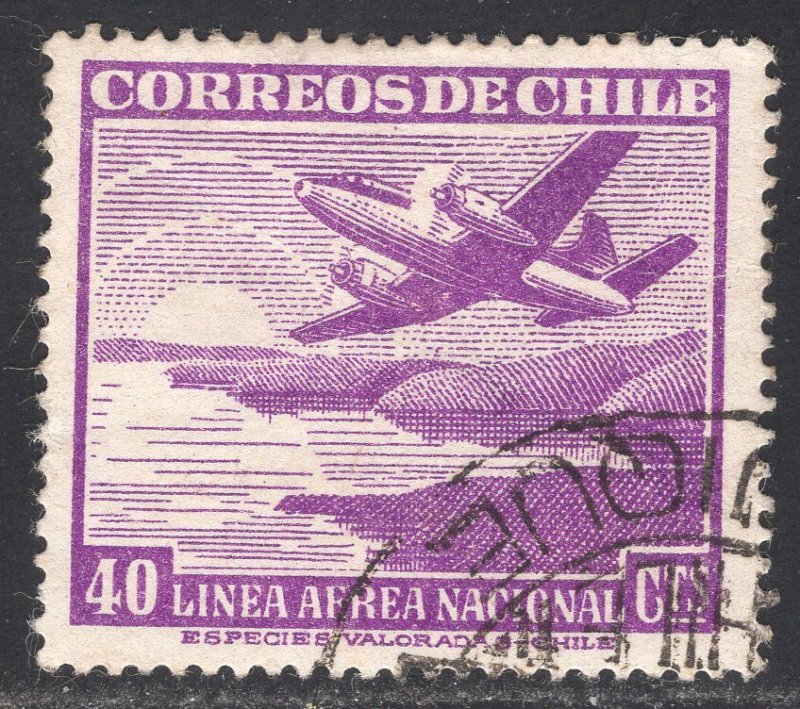 CORREOS DE CHILE
40 LINEA AEREA NACIONAL CTS
ESPECIES VALORADAS CHILE